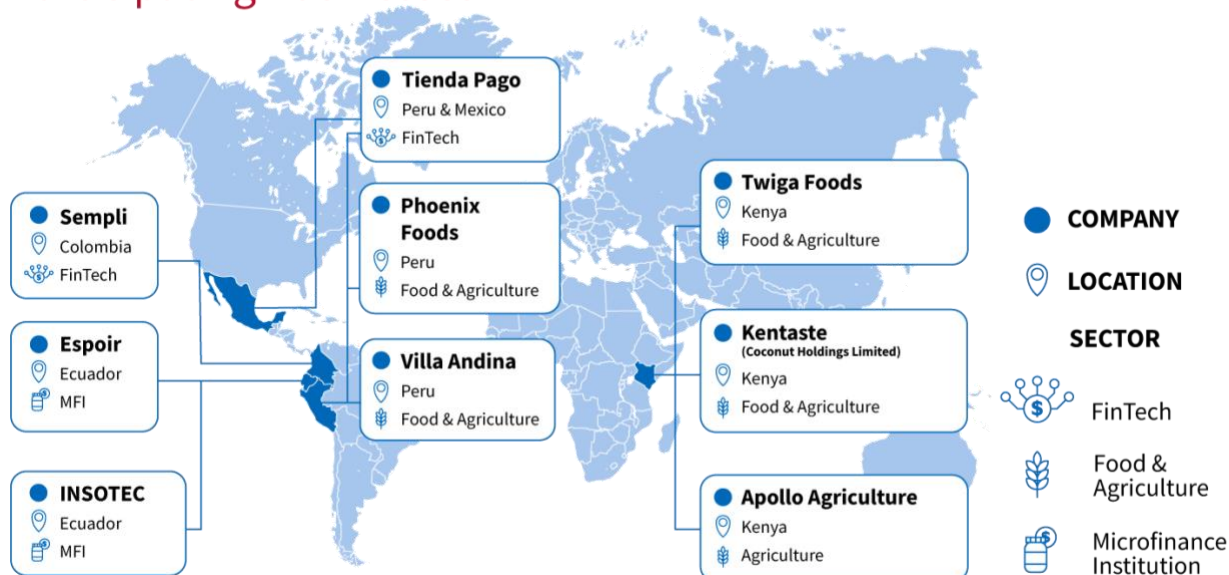 Tienda Pago
Peru & Mexico
FinTech
Sempli
Colombia
FinTech
Phoenix
Foods
Peru
Food & Agriculture
Twiga Foods
Kenya
Food & Agriculture
Espoir
Ecuador
MFI
Villa Andina
Peru
Food & Agriculture
Kentaste
(Coconut Holdings Limited)
Kenya
Food & Agriculture
INSOTEC
Ecuador
MFI
Apollo Agriculture
Kenya
Agriculture
COMPANY
LOCATION
SECTOR
FinTech
Food &
Agriculture
Microfinance
Institution